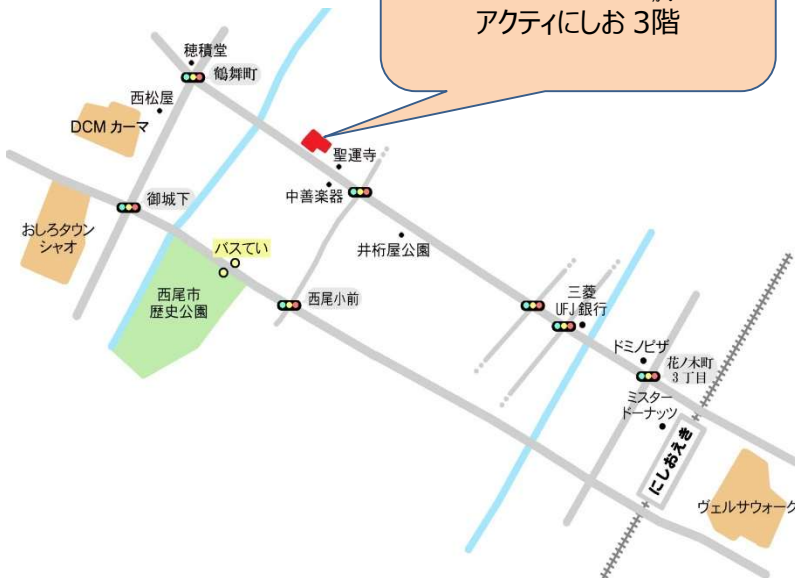 アクティにしお 3階
穂積堂
鶴舞町
西松屋
DCM カーマ
聖運寺
御城下
中善楽器
おしろタウン
シャオ
バスてい
井桁屋公園
西尾市
歴史公園
西尾小前
三菱
UFJ 銀行
ドミノピザ
花ノ木町
3丁目
ミスター
ドーナッツ
にしおえき
ヴェルサウォーク